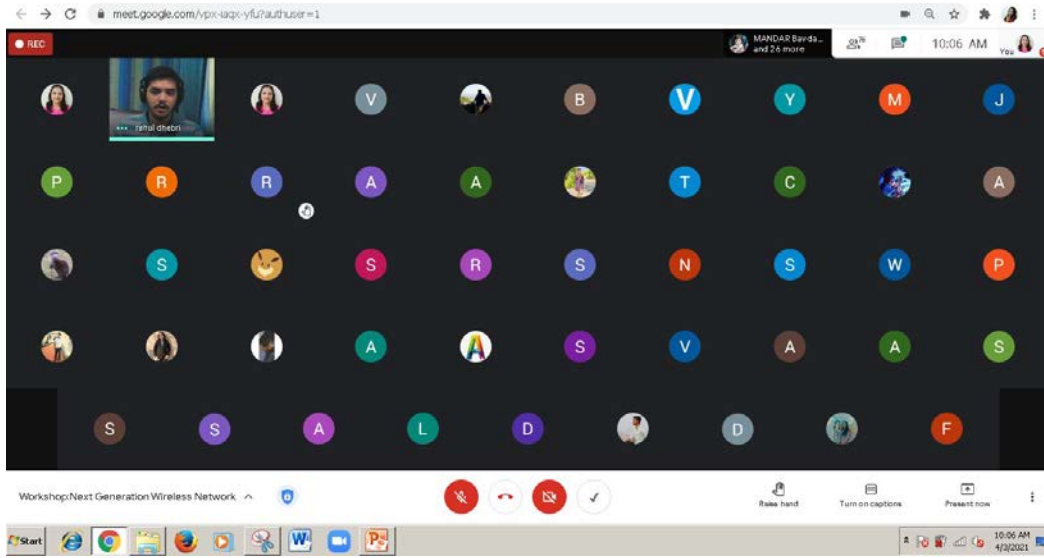 meet.google.com/vpx-iaqx-yfu?authuser=1
REC
MANDAR Bavda...
and 26 more
76
10:06 AM
You
V
B
V
Y
M
J
rahul dhebri
P
R
R
A
A
T
C
A
S
S
R
S
N
S
W
P
A
A
S
V
A
A
S
S
S
A
L
D
D
F
Workshop:Next Generation Wireless Network
Raise hand
Turn on captions
Present now
Start
W
P
10:06 AM
4/3/2021